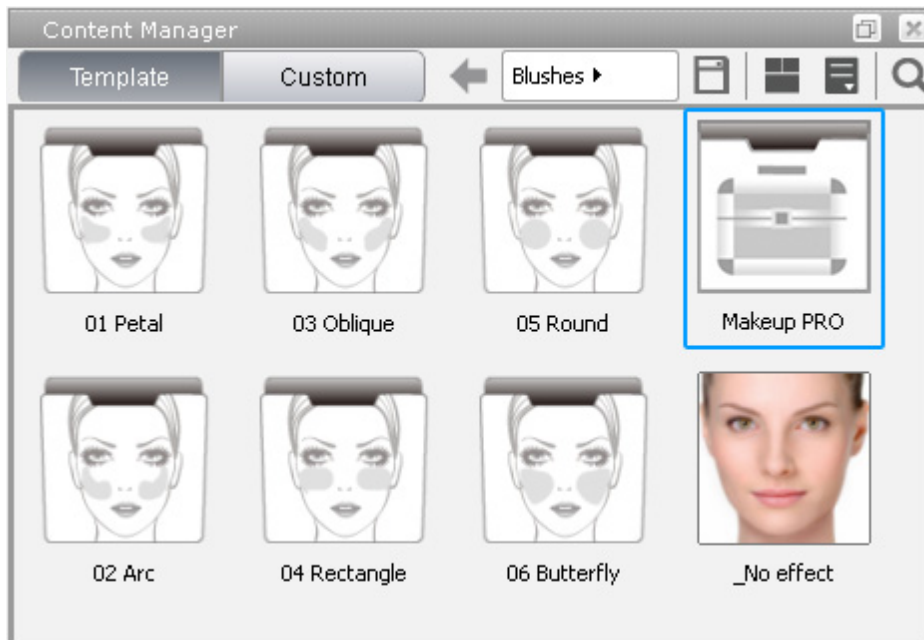 Content Manager
Template Custom Blushes
01 Petal 03 Oblique 05 Round Makeup PRO
02 Arc 04 Rectangle 06 Butterfly _No effect